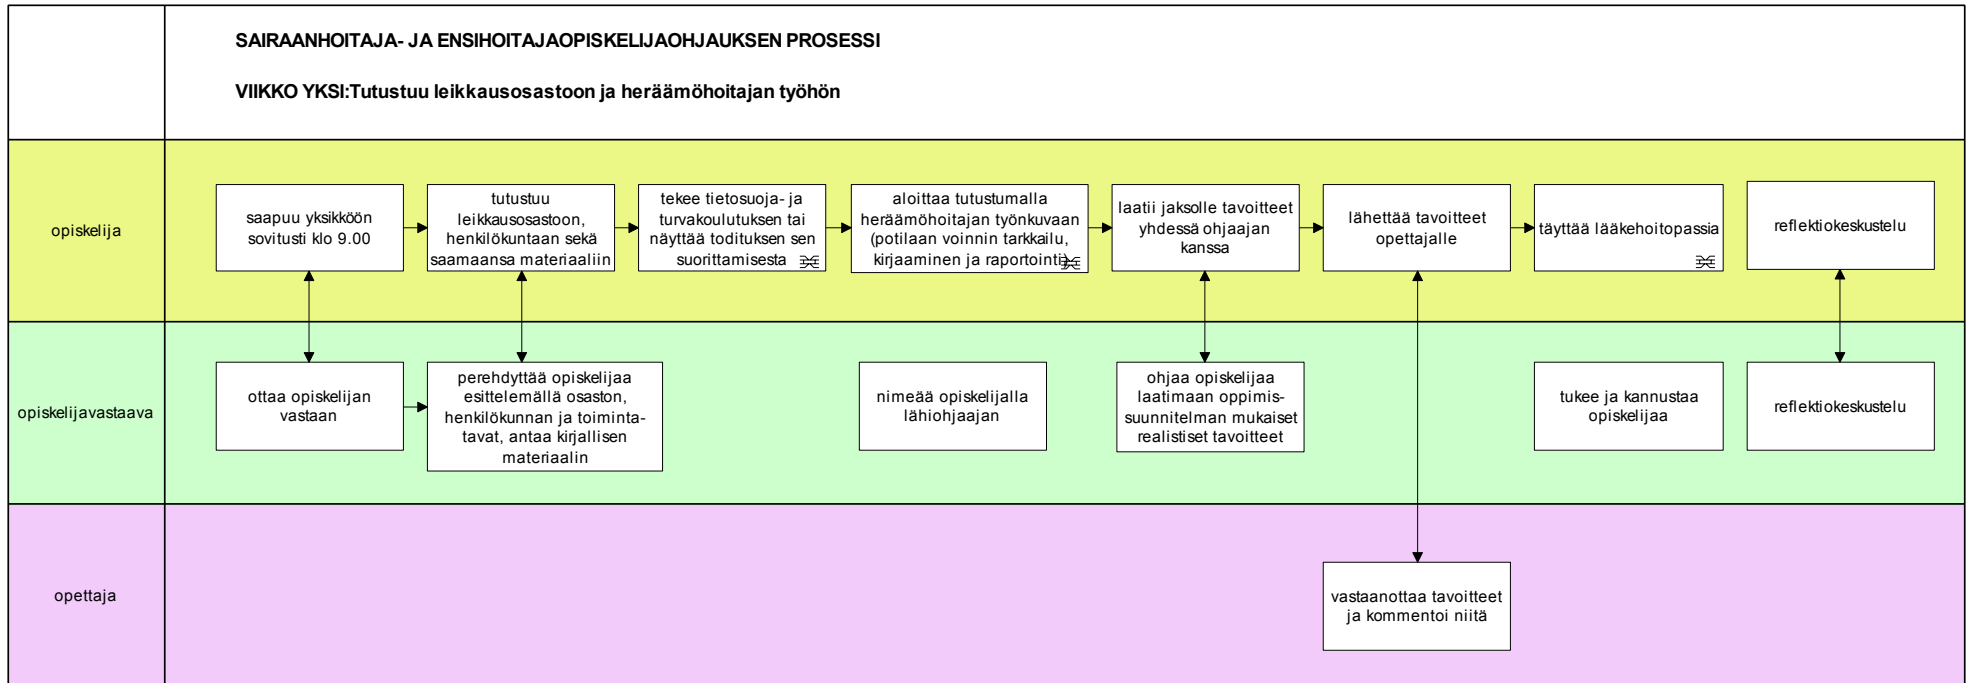 SAIRAANHOITAJA- JA ENSIHOITAJAOPISKELIJAOHJAUKSEN PROSESSI
VIIKKO YKSI:Tutustuu leikkausosastoon ja heräämöhoitajan työhön
opiskelija
saapuu yksikköön
sovitusti klo 9.00
tutustuu
leikkausosastoon,
henkilökuntaan sekä
saamaansa materiaaliin
tekee tietosuoja- ja
turvakoulutuksen tai
näyttää todituksen sen
suorittamisesta
aloittaa tutustumalla
heräämöhoitajan työnkuvaan
(potilaan voinnin tarkkailu,
kirjaaminen ja raportointi)
laatii jaksolle tavoitteet
yhdessä ohjaajan
kanssa
lähettää tavoitteet
opettajalle
täyttää lääkehoitopassia
reflektiokeskustelu
opiskelijavastaava
ottaa opiskelijan
vastaan
perehdyttää opiskelijaa
esittelemällä osaston,
henkilökunnan ja toiminta-
tavat, antaa kirjallisen
materiaalin
nimeää opiskelijalla
lähiohjaajan
ohjaa opiskelijaa
laatimaan oppimis-
suunnitelman mukaiset
realistiset tavoitteet
tukee ja kannustaa
opiskelijaa
reflektiokeskustelu
opettaja
vastaanottaa tavoitteet
ja kommentoi niitä